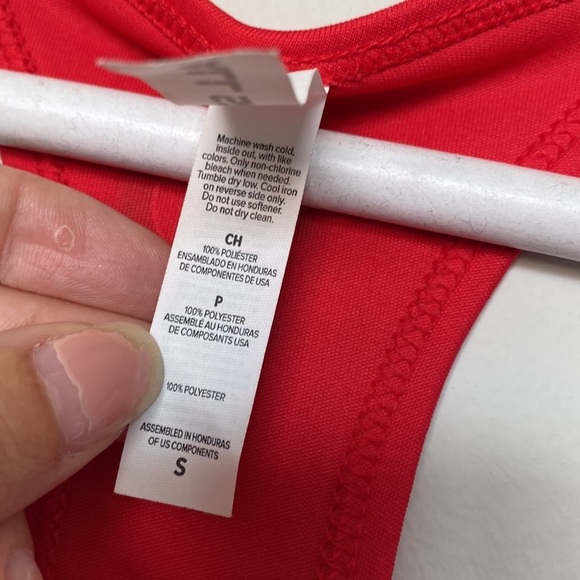 Machine wash cold,
inside out, with like
colors. Only non-chlorine
bleach when needed.
Tumble dry low. Cool iron
on reverse side only.
Do not use softener.
Do not dry clean.
CH
100% POLIÉSTER
ENSAMBLADO EN HONDURAS
DE COMPONENTES DE USA
P
100% POLYESTER
ASSEMBLÉ AU HONDURAS
DE COMPOSANTS USA
100% POLYESTER
ASSEMBLED IN HONDURAS
OF US COMPONENTS
S